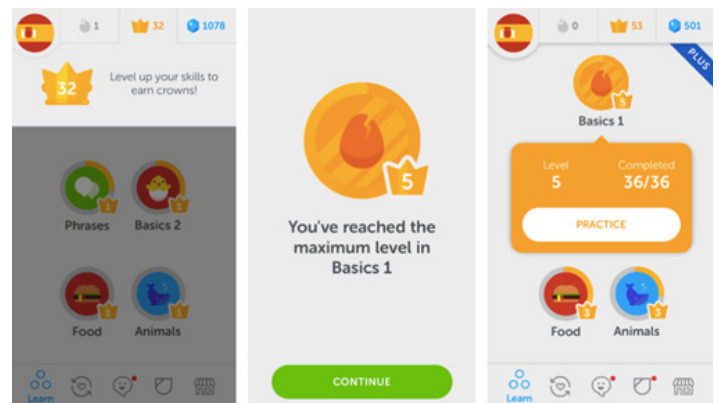 1
32
1078
32
Level up your skills to
earn crowns!
1
1
Phrases
Basics 2
1
1
Food
Animals
Learn
5
You've reached the
maximum level in
Basics 1
CONTINUE
0
53
501
PLUS
5
Basics 1
Level
Completed
5
36/36
PRACTICE
3
3
Food
Animals
Learn